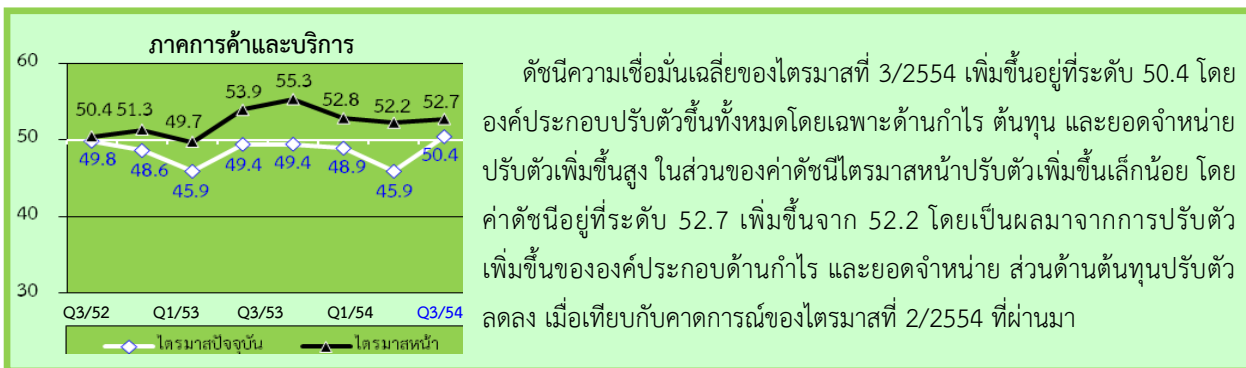 ภาคการค้าและบริการ
60
50
40
30
50.4 51.3 49.7 53.9 55.3 52.8 52.2 52.7
49.8 48.6 45.9 49.4 49.4 48.9 45.9 50.4
Q3/52 Q1/53 Q3/53 Q1/54 Q3/54
ไตรมาสปัจจุบัน ไตรมาสหน้า
ดัชนีความเชื่อมั่นเฉลี่ยของไตรมาสที่ 3/2554 เพิ่มขึ้นอยู่ที่ระดับ 50.4 โดย
องค์ประกอบปรับตัวขึ้นทั้งหมดโดยเฉพาะด้านกำไร ต้นทุน และยอดจำหน่าย
ปรับตัวเพิ่มขึ้นสูง ในส่วนของค่าดัชนีไตรมาสหน้าปรับตัวเพิ่มขึ้นเล็กน้อย โดย
ค่าดัชนีอยู่ที่ระดับ 52.7 เพิ่มขึ้นจาก 52.2 โดยเป็นผลมาจากการปรับตัว
เพิ่มขึ้นขององค์ประกอบด้านกำไร และยอดจำหน่าย ส่วนด้านต้นทุนปรับตัว
ลดลง เมื่อเทียบกับคาดการณ์ของไตรมาสที่ 2/2554 ที่ผ่านมา